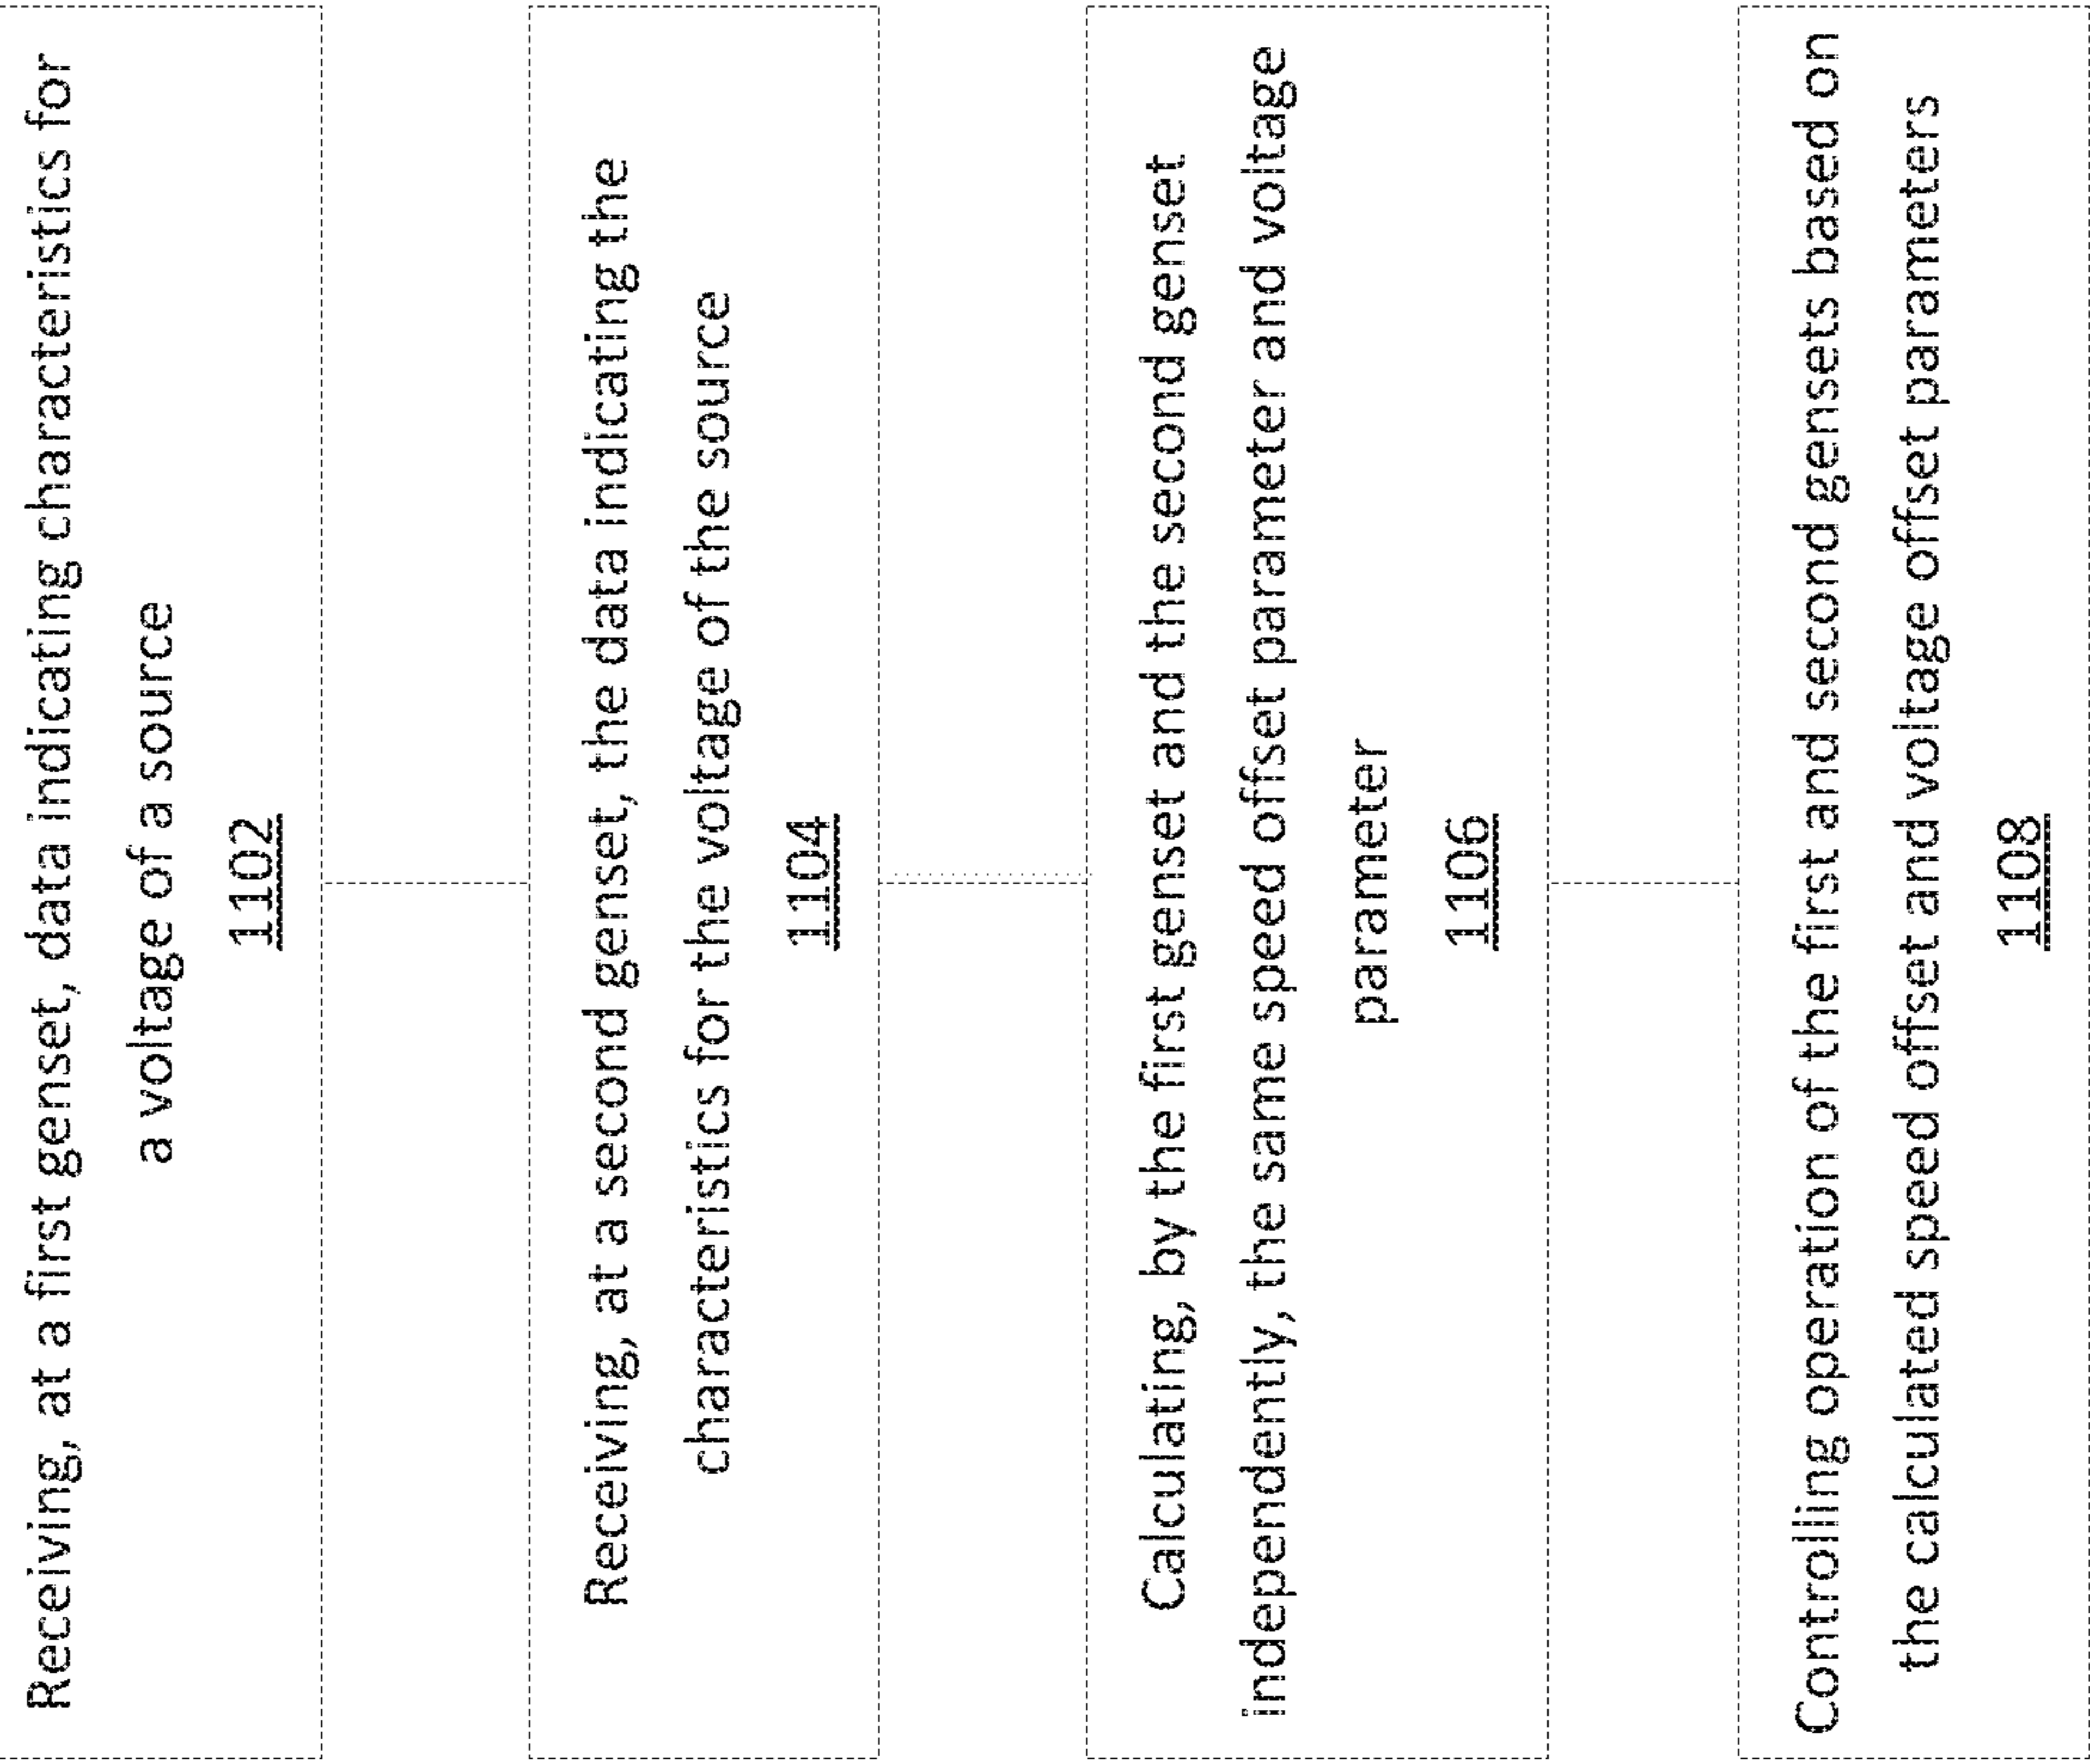 Receiving, at a first genset, data indicating characteristics for
a voltage of a source
1102
Receiving, at a second genset, the data indicating the
characteristics for the voltage of the source
1104
Calculating, by the first genset and the second genset
independently, the same speed offset parameter and voltage
parameter
1106
Controlling operation of the first and second gensets based on
the calculated speed offset and voltage offset parameters
1108